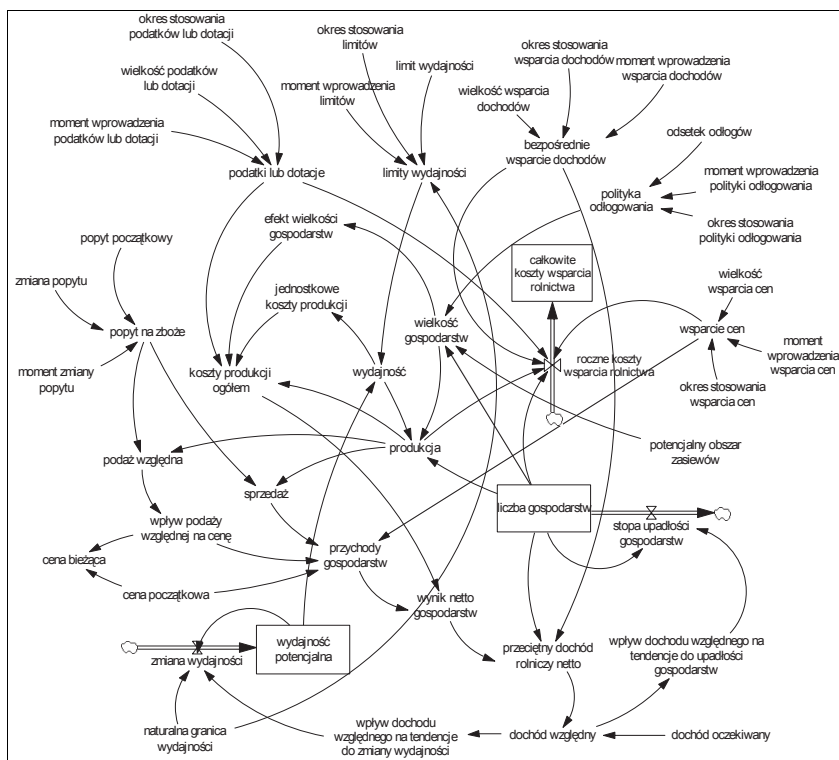 okres stosowania
podatków lub dotacji
wielkość podatków
lub dotacji
moment wprowadzenia
podatków lub dotacji
podatki lub dotacje
okres stosowania
limitów
moment wprowadzenia
limitów
limit wydajności
limity wydajności
okres stosowania
wsparcia dochodów
wielkość wsparcia
dochodów
moment wprowadzenia
wsparcia dochodów
bezpośrednie
wsparcie dochodów
odsetek odłogów
moment wprowadzenia
polityki odłogowania
polityka
odłogowania
okres stosowania
polityki odłogowania
popyt początkowy
zmiana popytu
popyt na zboże
moment zmiany
popytu
efekt wielkości
gospodarstw
jednostkowe
koszty produkcji
koszty produkcji
ogółem
wydajność
wielkość
gospodarstw
całkowite
koszty wsparcia
rolnictwa
roczne koszty
wsparcia rolnictwa
wielkość
wsparcia cen
wsparcie cen
moment
wprowadzenia
wsparcia cen
okres stosowania
wsparcia cen
potencjalny obszar
zasiewów
podaż względna
produkcja
sprzedaż
liczba gospodarstw
stopa upadłości
gospodarstw
wpływ podaży
względnej na cenę
cena bieżąca
cena początkowa
przychody
gospodarstw
wynik netto
gospodarstw
wydajność
potencjalna
zmiana wydajności
przeciętny dochód
rolniczy netto
wpływ dochodu względnego na
tendencje do upadłości
gospodarstw
naturalna granica
wydajności
wpływ dochodu
względnego na tendencje
do zmiany wydajności
dochód względny
dochód oczekiwany